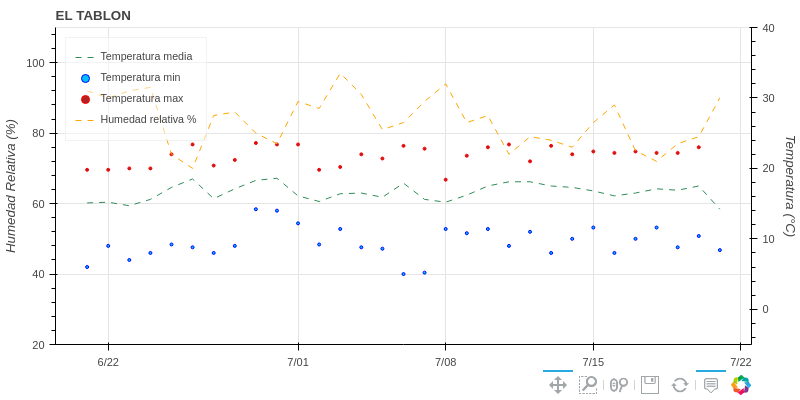 EL TABLON
Temperatura media
Temperatura min
Temperatura max
Humedad relativa %
Humedad Relativa (%)
100
80
60
40
20
Temperatura (°C)
40
30
20
10
0
6/22
7/01
7/08
7/15
7/22